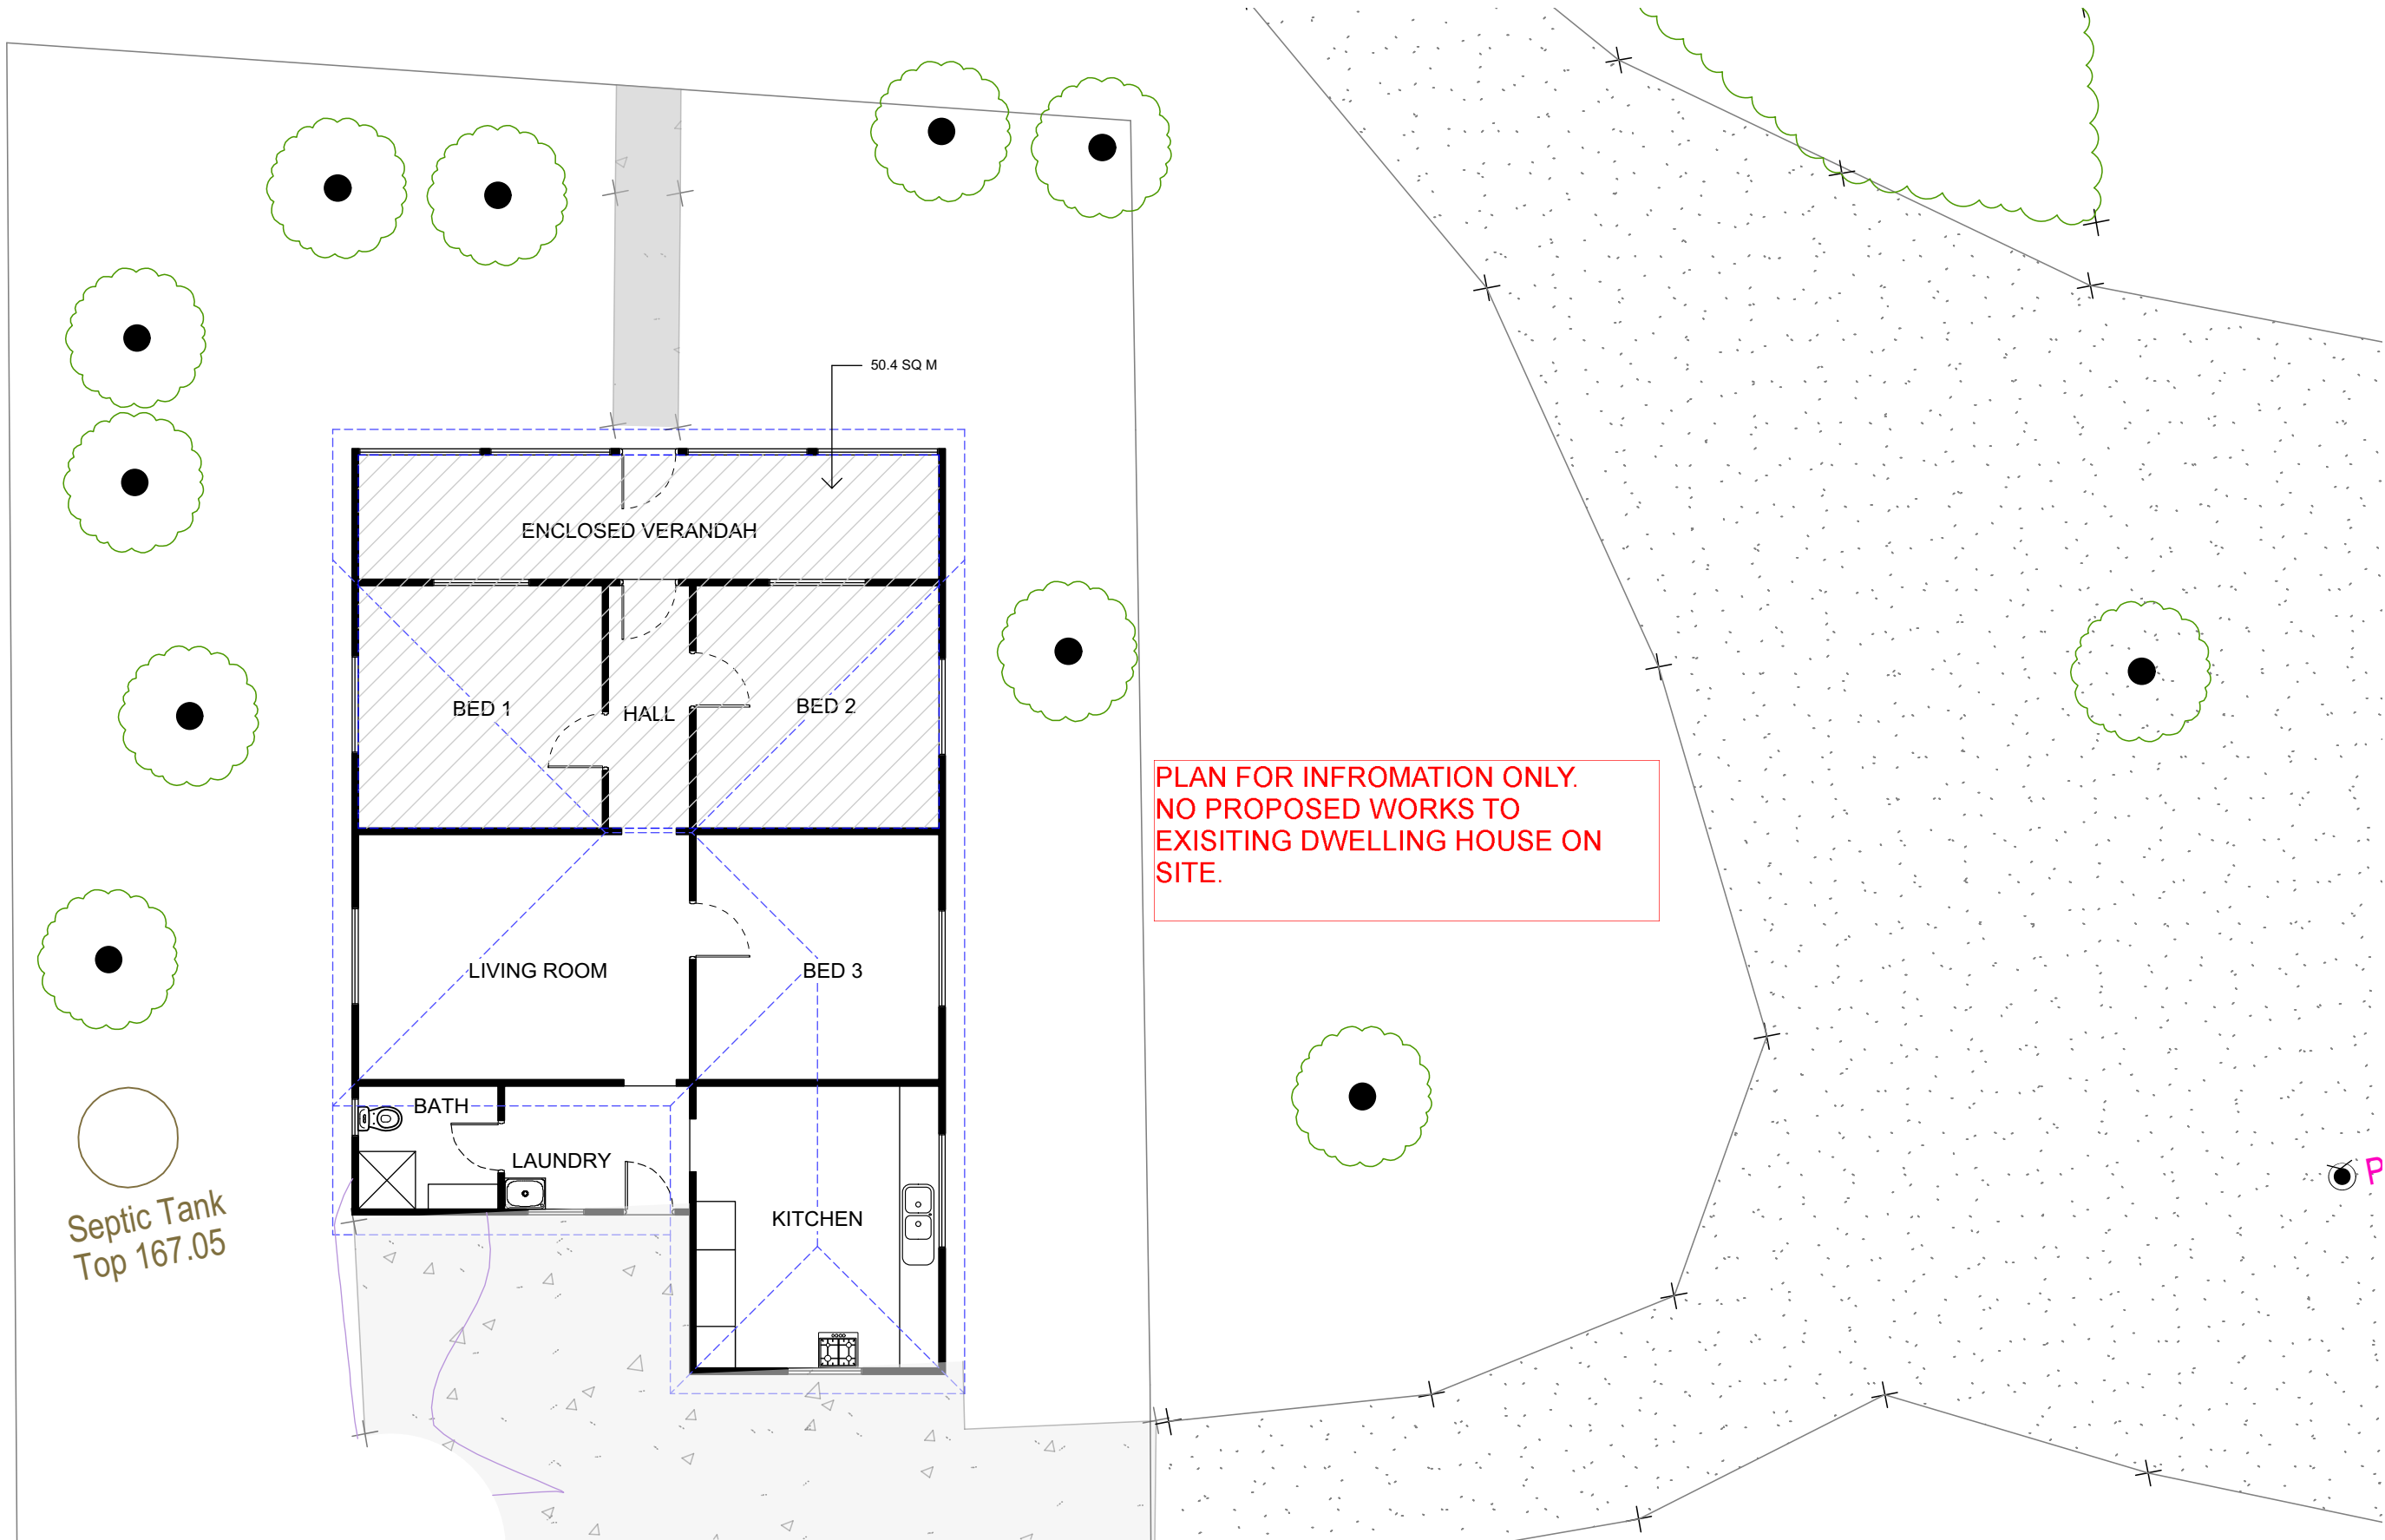 50.4 SQ M
ENCLOSED VERANDAH
BED 1
HALL
BED 2
PLAN FOR INFROMATION ONLY.
NO PROPOSED WORKS TO
EXISITING DWELLING HOUSE ON
SITE.
LIVING ROOM
BED 3
BATH
LAUNDRY
KITCHEN
Septic Tank
Top 167.05
P